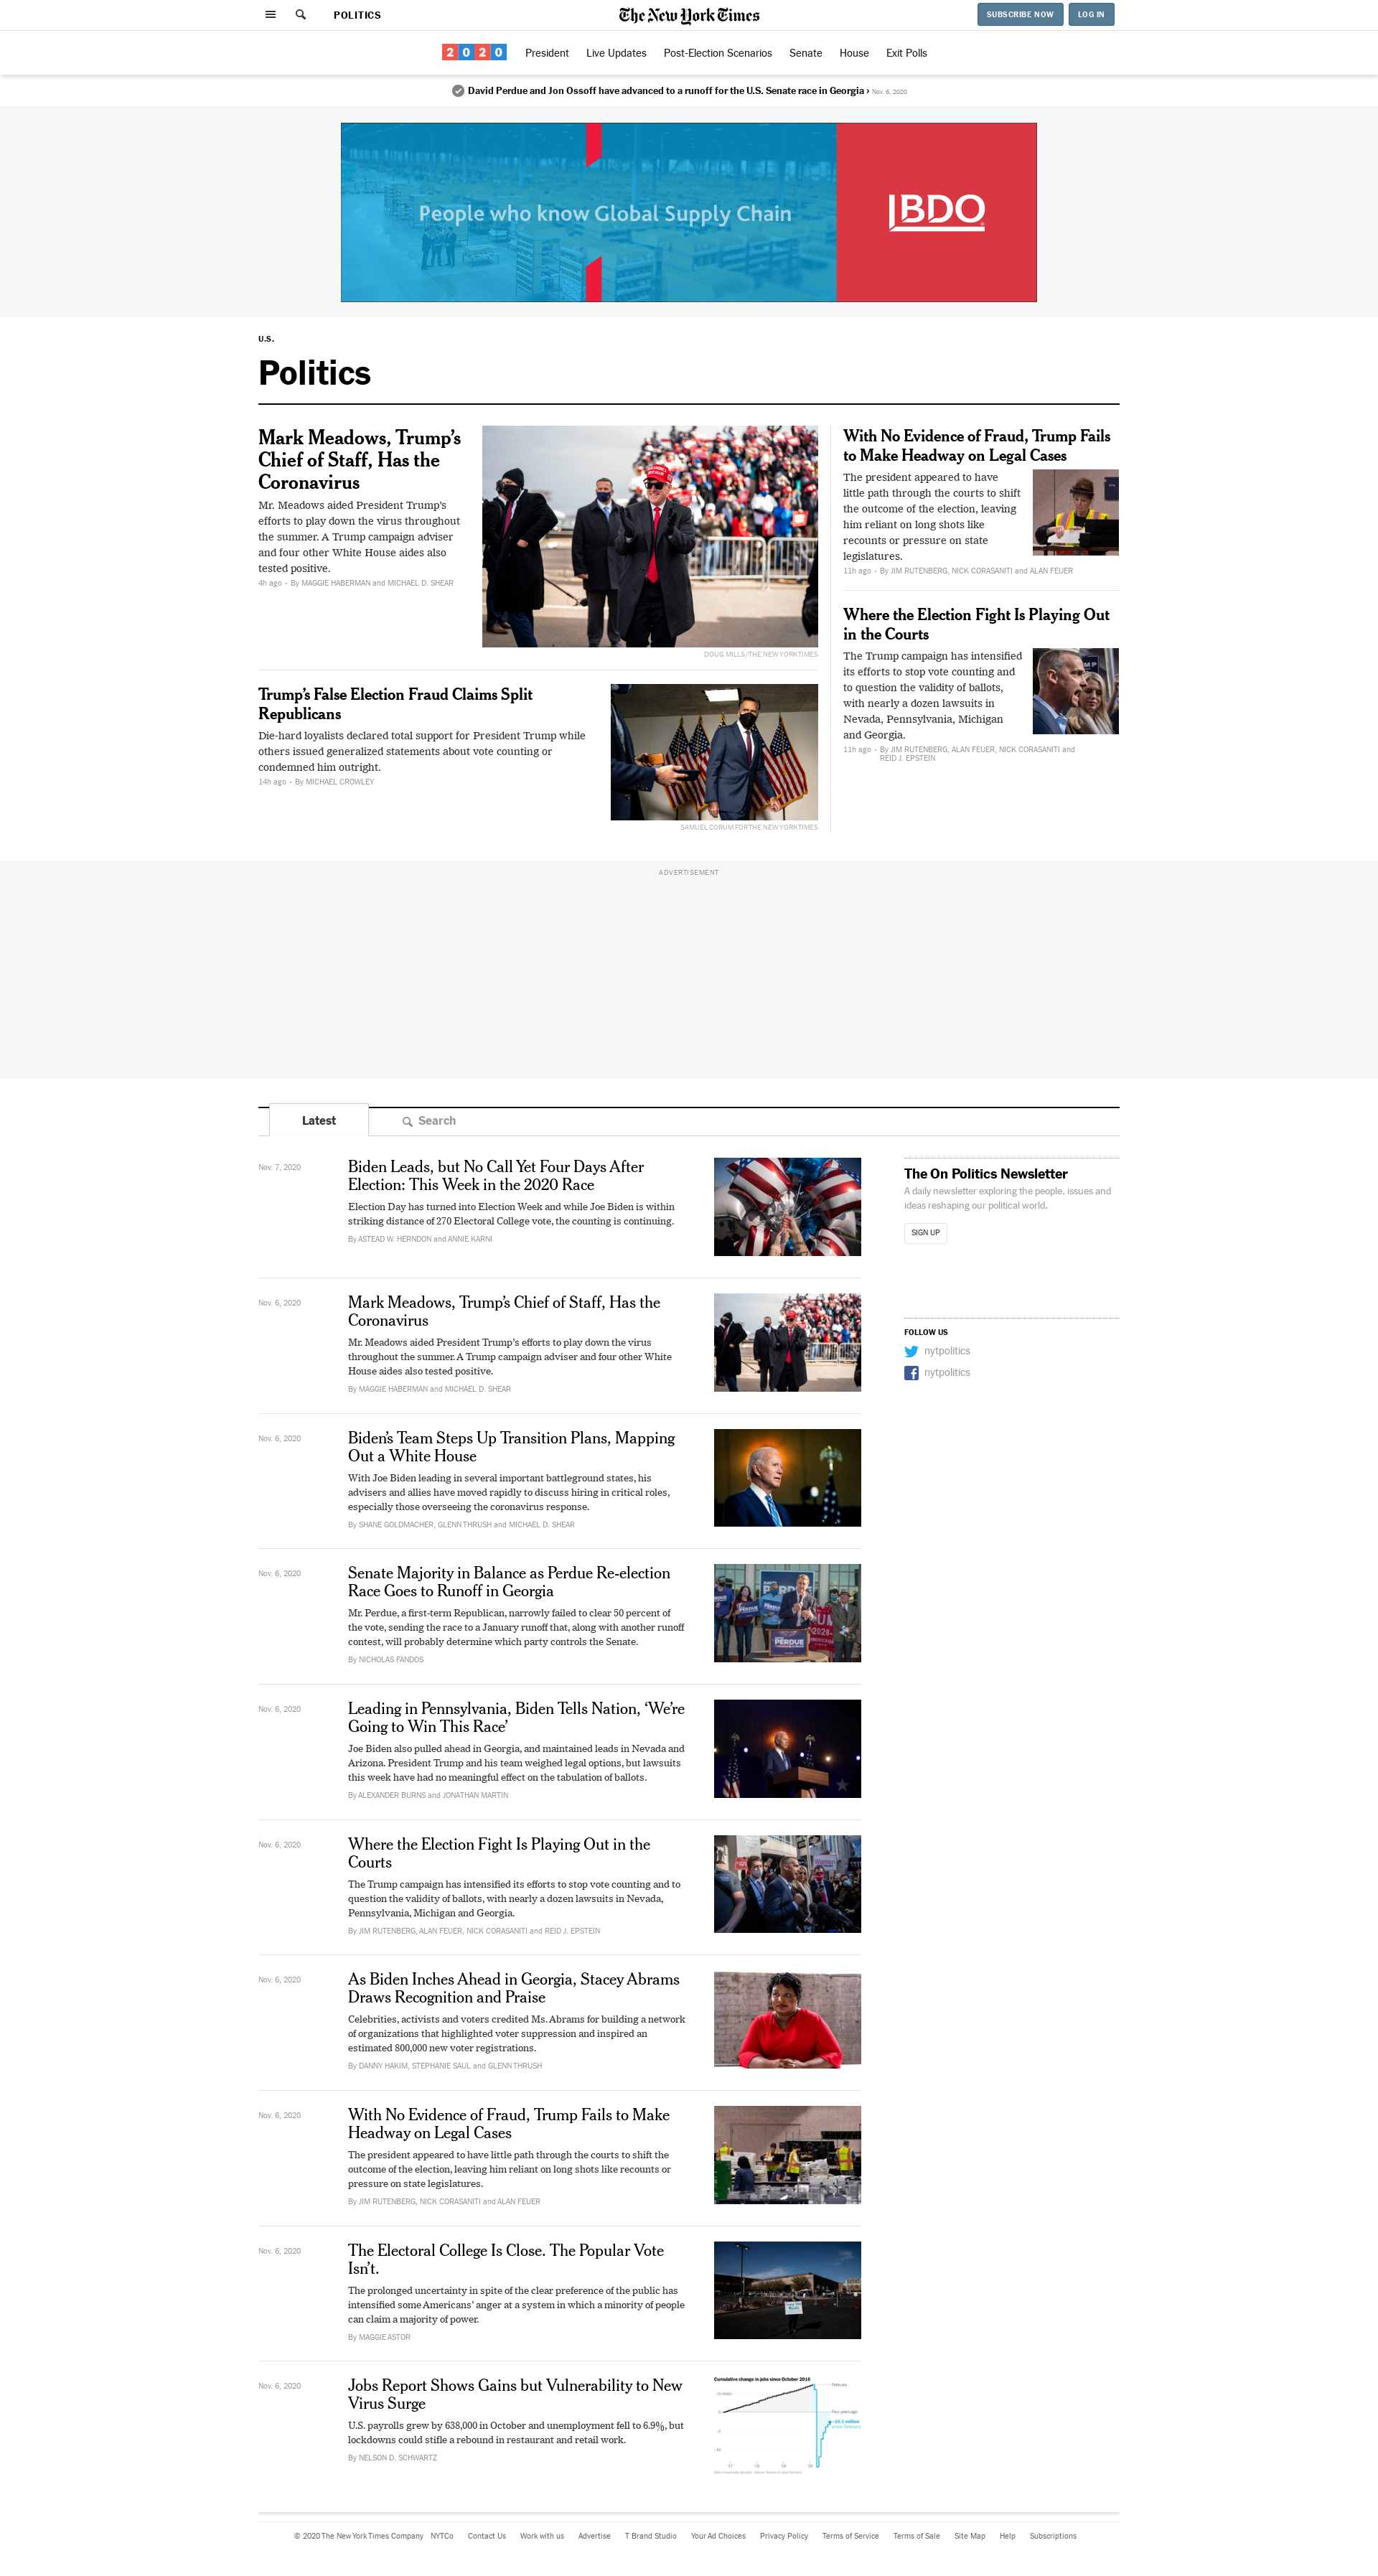 POLITICS
The New York Times
SUBSCRIBE NOW
LOG IN
2020
President
Live Updates
Post-Election Scenarios
Senate
House
Exit Polls
David Perdue and Jon Ossoff have advanced to a runoff for the U.S. Senate race in Georgia › Nov. 6, 2020
People who know Global Supply Chain
BDO
U.S.
Politics
Mark Meadows, Trump's
Chief of Staff, Has the
Coronavirus
Mr. Meadows aided President Trump's
efforts to play down the virus throughout
the summer. A Trump campaign adviser
and four other White House aides also
tested positive.
4h ago • By MAGGIE HABERMAN and MICHAEL D. SHEAR
DOUG MILLS/THE NEW YORK TIMES
Trump's False Election Fraud Claims Split
Republicans
Die-hard loyalists declared total support for President Trump while
others issued generalized statements about vote counting or
condemned him outright.
14h ago • By MICHAEL CROWLEY
SAMUEL CORUM FOR THE NEW YORK TIMES
With No Evidence of Fraud, Trump Fails
to Make Headway on Legal Cases
The president appeared to have
little path through the courts to shift
the outcome of the election, leaving
him reliant on long shots like
recounts or pressure on state
legislatures.
11h ago • By JIM RUTENBERG, NICK CORASANITI and ALAN FEUER
Where the Election Fight Is Playing Out
in the Courts
The Trump campaign has intensified
its efforts to stop vote counting and
to question the validity of ballots,
with nearly a dozen lawsuits in
Nevada, Pennsylvania, Michigan
and Georgia.
11h ago • By JIM RUTENBERG, ALAN FEUER, NICK CORASANITI and
REID J. EPSTEIN
ADVERTISEMENT
Latest
Search
Nov. 7, 2020
Biden Leads, but No Call Yet Four Days After
Election: This Week in the 2020 Race
Election Day has turned into Election Week and while Joe Biden is within
striking distance of 270 Electoral College vote, the counting is continuing.
By ASTEAD W. HERNDON and ANNIE KARNI
The On Politics Newsletter
A daily newsletter exploring the people, issues and
ideas reshaping our political world.
SIGN UP
FOLLOW US
nytpolitics
nytpolitics
Nov. 6, 2020
Mark Meadows, Trump's Chief of Staff, Has the
Coronavirus
Mr. Meadows aided President Trump's efforts to play down the virus
throughout the summer. A Trump campaign adviser and four other White
House aides also tested positive.
By MAGGIE HABERMAN and MICHAEL D. SHEAR
Nov. 6, 2020
Biden's Team Steps Up Transition Plans, Mapping
Out a White House
With Joe Biden leading in several important battleground states, his
advisers and allies have moved rapidly to discuss hiring in critical roles,
especially those overseeing the coronavirus response.
By SHANE GOLDMACHER, GLENN THRUSH and MICHAEL D. SHEAR
Nov. 6, 2020
Senate Majority in Balance as Perdue Re-election
Race Goes to Runoff in Georgia
Mr. Perdue, a first-term Republican, narrowly failed to clear 50 percent of
the vote, sending the race to a January runoff that, along with another runoff
contest, will probably determine which party controls the Senate.
By NICHOLAS FANDOS
PERDUE
PERDUE
Nov. 6, 2020
Leading in Pennsylvania, Biden Tells Nation, 'We're
Going to Win This Race'
Joe Biden also pulled ahead in Georgia, and maintained leads in Nevada and
Arizona. President Trump and his team weighed legal options, but lawsuits
this week have had no meaningful effect on the tabulation of ballots.
By ALEXANDER BURNS and JONATHAN MARTIN
Nov. 6, 2020
Where the Election Fight Is Playing Out in the
Courts
The Trump campaign has intensified its efforts to stop vote counting and to
question the validity of ballots, with nearly a dozen lawsuits in Nevada,
Pennsylvania, Michigan and Georgia.
By JIM RUTENBERG, ALAN FEUER, NICK CORASANITI and REID J. EPSTEIN
Nov. 6, 2020
As Biden Inches Ahead in Georgia, Stacey Abrams
Draws Recognition and Praise
Celebrities, activists and voters credited Ms. Abrams for building a network
of organizations that highlighted voter suppression and inspired an
estimated 800,000 new voter registrations.
By DANNY HAKIM, STEPHANIE SAUL and GLENN THRUSH
Nov. 6, 2020
With No Evidence of Fraud, Trump Fails to Make
Headway on Legal Cases
The president appeared to have little path through the courts to shift the
outcome of the election, leaving him reliant on long shots like recounts or
pressure on state legislatures.
By JIM RUTENBERG, NICK CORASANITI and ALAN FEUER
Nov. 6, 2020
The Electoral College Is Close. The Popular Vote
Isn't.
The prolonged uncertainty in spite of the clear preference of the public has
intensified some Americans' anger at a system in which a minority of people
can claim a majority of power.
By MAGGIE ASTOR
Nov. 6, 2020
Jobs Report Shows Gains but Vulnerability to New
Virus Surge
U.S. payrolls grew by 638,000 in October and unemployment fell to 6.9%, but
lockdowns could stifle a rebound in restaurant and retail work.
By NELSON D. SCHWARTZ
Cumulative change in jobs since October 2016
February
© 2020 The New York Times Company
NYTCo
Contact Us
Work with us
Advertise
T Brand Studio
Your Ad Choices
Privacy Policy
Terms of Service
Terms of Sale
Site Map
Help
Subscriptions